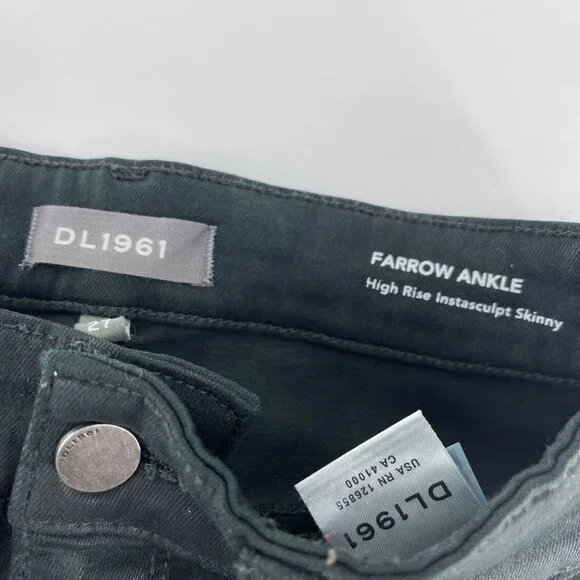 DL1961
FARROW ANKLE
High Rise Instasculpt Skinny
27
DL1961
DL1961
USA RN 126855
CA 41000